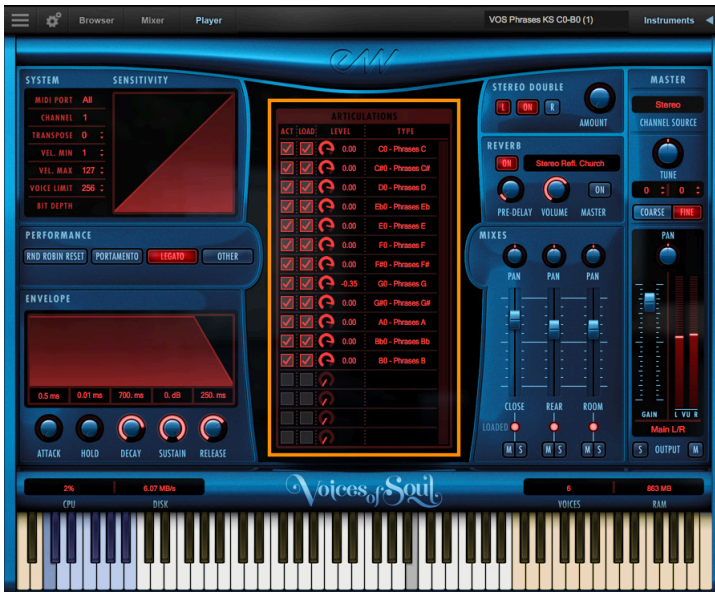 Browser Mixer Player VOS Phrases KS C0-B0 (1) Instruments
EW
SYSTEM SENSITIVITY
MIDI PORT All
CHANNEL 1
TRANSPOSE 0
VEL. MIN 1
VEL. MAX 127
VOICE LIMIT 256
BIT DEPTH
PERFORMANCE
RND ROBIN RESET PORTAMENTO LEGATO OTHER
ENVELOPE
0.5 ms 0.01 ms 700. ms 0. dB 250. ms
ATTACK HOLD DECAY SUSTAIN RELEASE
ARTICULATIONS
ACT LOAD LEVEL TYPE
0.00 C0 - Phrases C
0.00 C#0 - Phrases C#
0.00 D0 - Phrases D
0.00 Eb0 - Phrases Eb
0.00 E0 - Phrases E
0.00 F0 - Phrases F
0.00 F#0 - Phrases F#
-0.35 G0 - Phrases G
0.00 G#0 - Phrases G#
0.00 A0 - Phrases A
0.00 Bb0 - Phrases Bb
0.00 B0 - Phrases B
STEREO DOUBLE
L ON R
AMOUNT
REVERB
ON Stereo Refl. Church
ON
PRE-DELAY VOLUME MASTER
MIXES
PAN PAN PAN
CLOSE REAR ROOM
LOADED
M S M S M S
MASTER
Stereo
CHANNEL SOURCE
TUNE
0 0
COARSE FINE
PAN
GAIN L VU R
Main L/R
S OUTPUT M
2% 6.07 MB/s
CPU DISK
Voices of Soul
6 863 MB
VOICES RAM